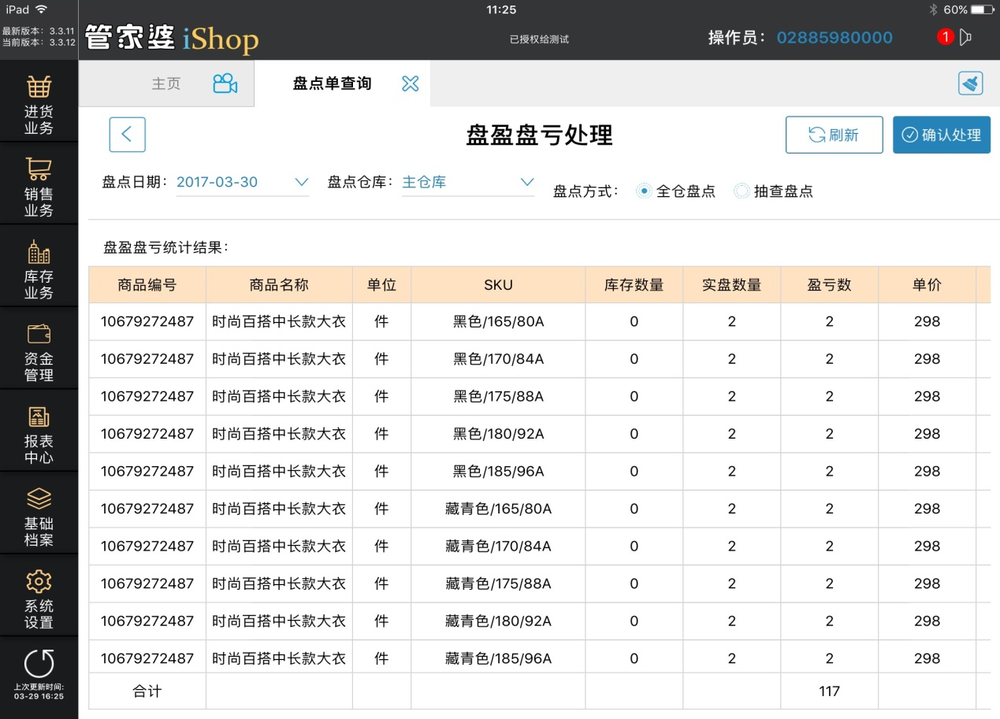 iPad 11:25 60%
最新版本：3.3.11
当前版本：3.3.12
管家婆 iShop
已授权给测试
操作员：02885980000
1
主页
盘点单查询
进货
业务
销售
业务
库存
业务
资金
管理
报表
中心
基础
档案
系统
设置
上次更新时间:
03-29 16:25
盘盈盘亏处理
刷新
确认处理
盘点日期：2017-03-30 盘点仓库：主仓库 盘点方式： 全仓盘点 抽查盘点
盘盈盘亏统计结果：
商品编号 商品名称 单位 SKU 库存数量 实盘数量 盈亏数 单价
10679272487 时尚百搭中长款大衣 件 黑色/165/80A 0 2 2 298
10679272487 时尚百搭中长款大衣 件 黑色/170/84A 0 2 2 298
10679272487 时尚百搭中长款大衣 件 黑色/175/88A 0 2 2 298
10679272487 时尚百搭中长款大衣 件 黑色/180/92A 0 2 2 298
10679272487 时尚百搭中长款大衣 件 黑色/185/96A 0 2 2 298
10679272487 时尚百搭中长款大衣 件 藏青色/165/80A 0 2 2 298
10679272487 时尚百搭中长款大衣 件 藏青色/170/84A 0 2 2 298
10679272487 时尚百搭中长款大衣 件 藏青色/175/88A 0 2 2 298
10679272487 时尚百搭中长款大衣 件 藏青色/180/92A 0 2 2 298
10679272487 时尚百搭中长款大衣 件 藏青色/185/96A 0 2 2 298
合计 117